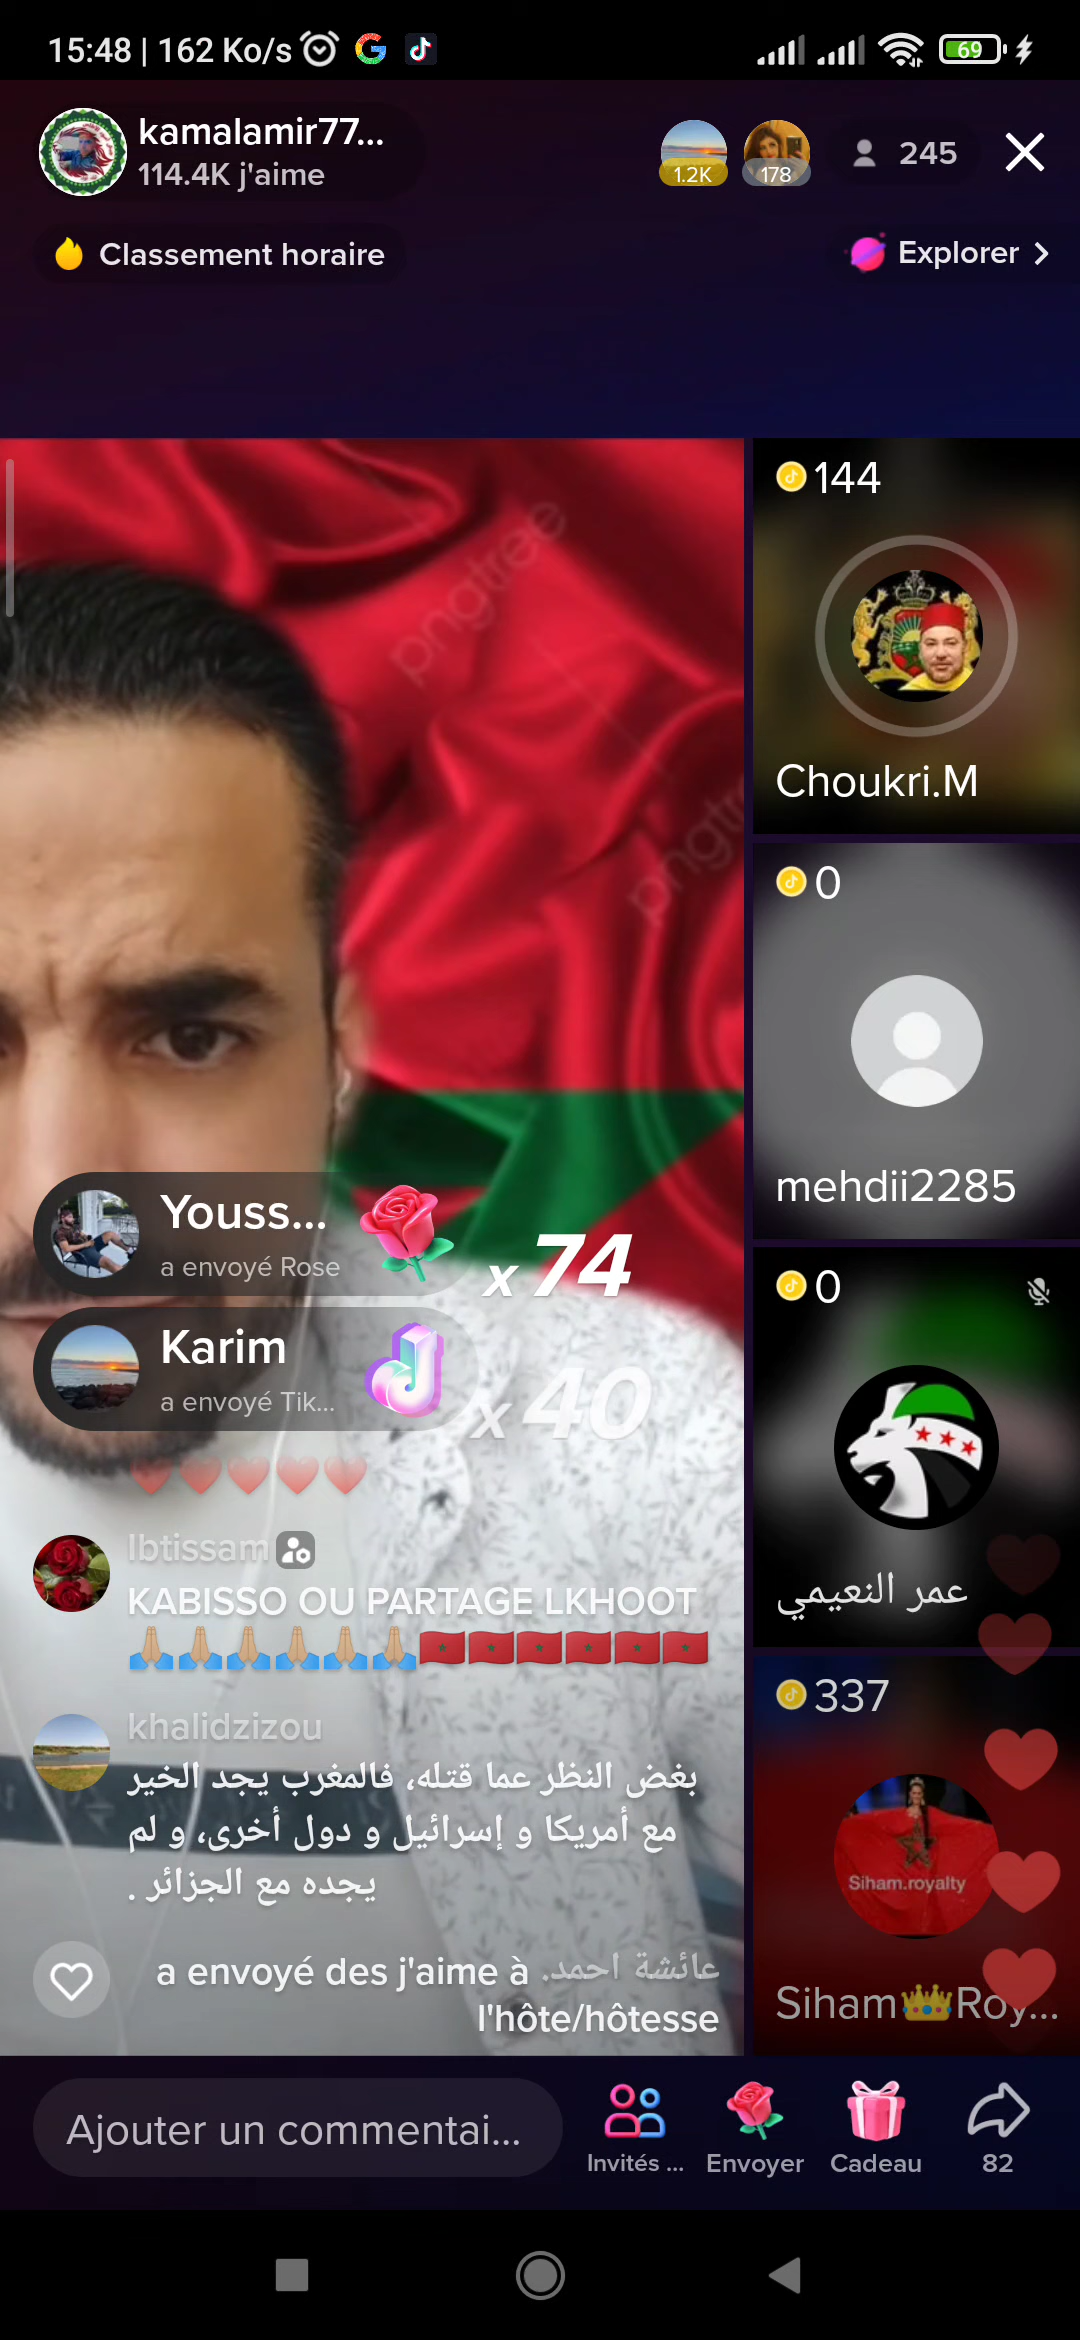 15:48 | 162 Ko/s
69
kamalamir77...
114.4K j'aime
1.2K
178
245
Classement horaire
Explorer
pngtree
144
Choukri.M
0
mehdii2285
Youss...
a envoyé Rose
x 74
Karim
a envoyé Tik...
x 40
0
عمر النعيمي
Ibtissam
KABISSO OU PARTAGE LKHOOT
🙏🏼🙏🏼🙏🏼🙏🏼🙏🏼🙏🏼🇲🇦🇲🇦🇲🇦🇲🇦🇲🇦🇲🇦
khalidzizou
بغض النظر عما قتله، فالمغرب يجد الخير
مع أمريكا و إسرائيل و دول أخرى، و لم
يجده مع الجزائر .
337
Siham.royalty
Siham👑Roy...
عائشة احمد. a envoyé des j'aime à
l'hôte/hôtesse
Ajouter un commentai...
Invités ...
Envoyer
Cadeau
82